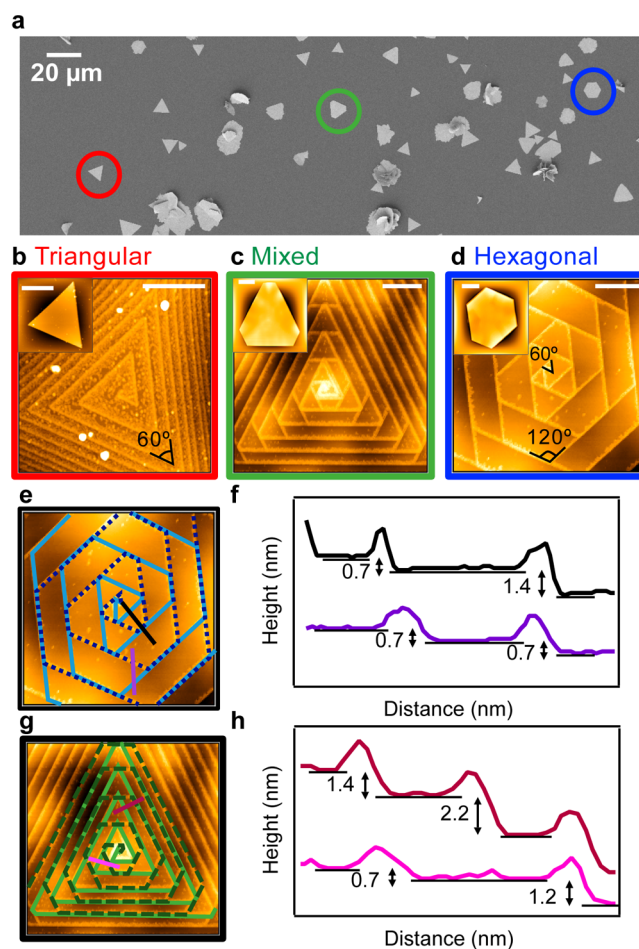 a
20 µm
b Triangular
c Mixed
d Hexagonal
60º
60º
120º
e
f
Height (nm)
0.7
1.4
0.7
0.7
Distance (nm)
g
h
Height (nm)
1.4
2.2
0.7
1.2
Distance (nm)